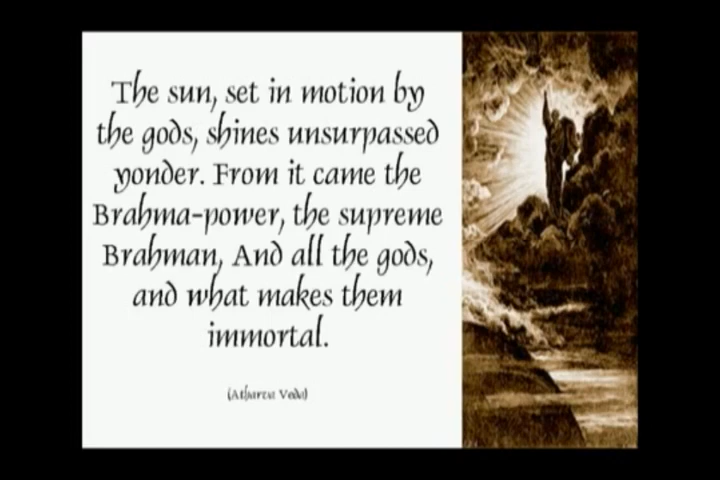 The sun, set in motion by
the gods, shines unsurpassed
yonder. From it came the
Brahma-power, the supreme
Brahman, And all the gods,
and what makes them
immortal.
(Atharva Veda)